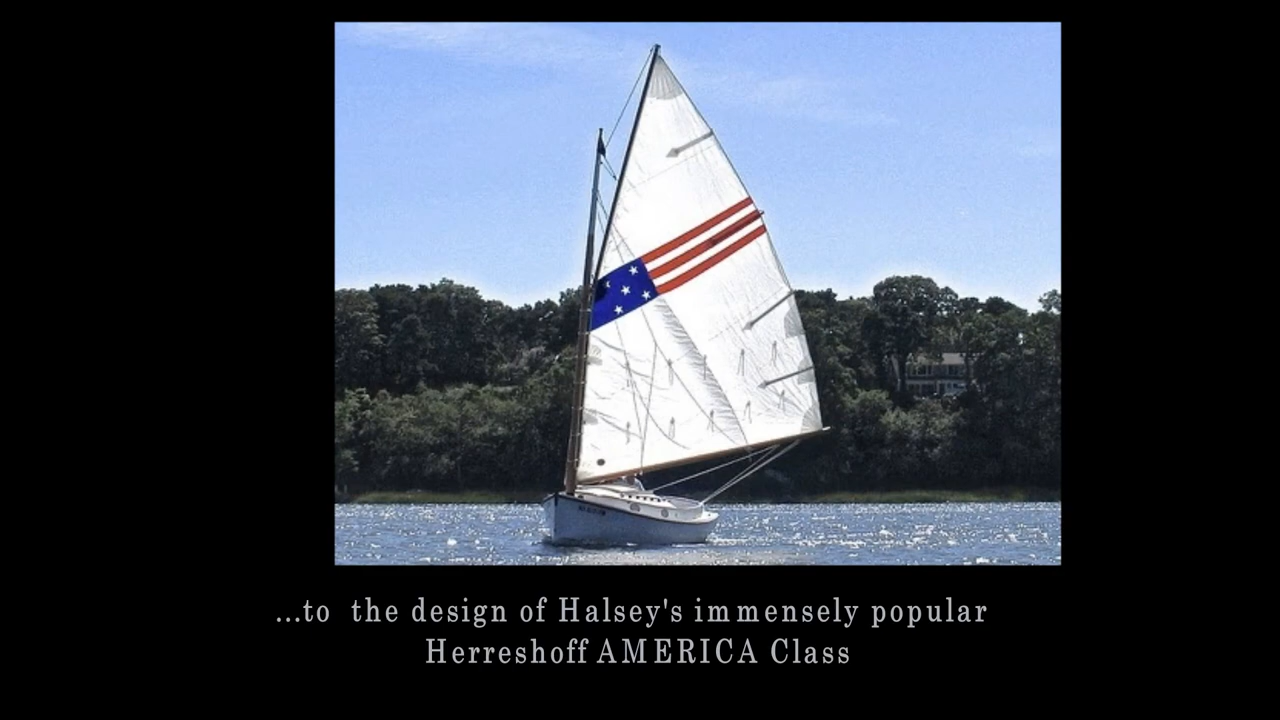 ...to the design of Halsey's immensely popular
Herreshoff AMERICA Class